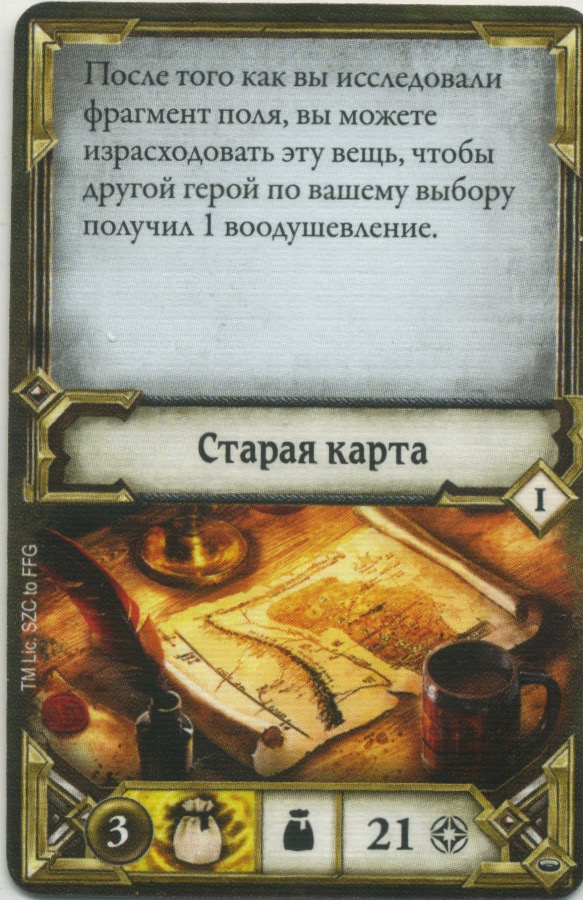 После того как вы исследовали
фрагмент поля, вы можете
израсходовать эту вещь, чтобы
другой герой по вашему выбору
получил 1 воодушевление.
Старая карта
I
TM Lic. SZC to FFG
3
21